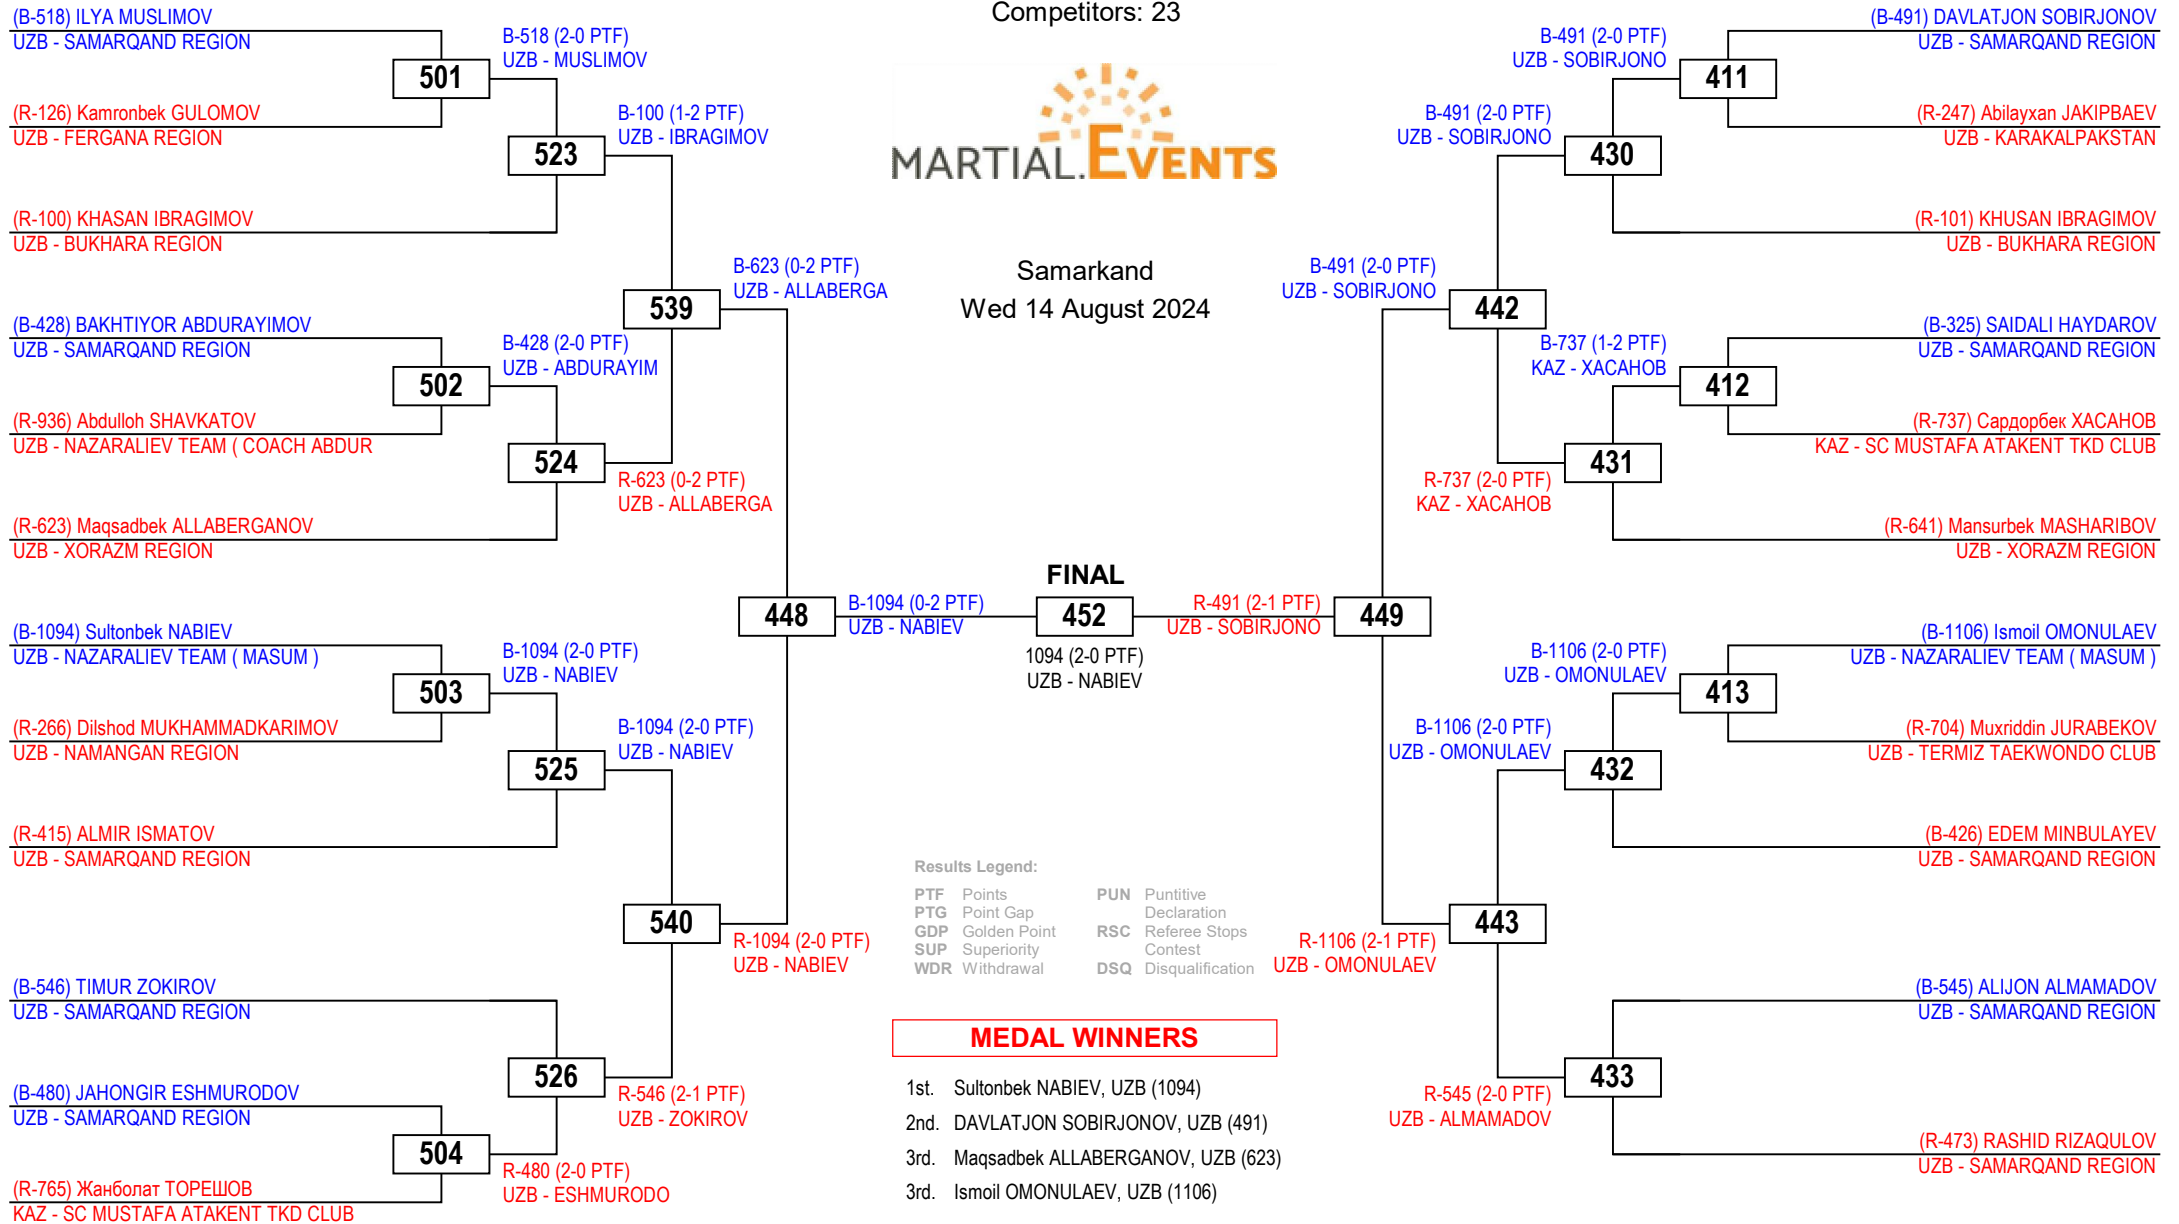 Competitors: 23
MARTIAL.EVENTS
Samarkand
Wed 14 August 2024
(B-518) ILYA MUSLIMOV
UZB - SAMARQAND REGION
501
B-518 (2-0 PTF)
UZB - MUSLIMOV
(R-126) Kamronbek GULOMOV
UZB - FERGANA REGION
523
B-100 (1-2 PTF)
UZB - IBRAGIMOV
(R-100) KHASAN IBRAGIMOV
UZB - BUKHARA REGION
539
B-623 (0-2 PTF)
UZB - ALLABERGA
(B-428) BAKHTIYOR ABDURAYIMOV
UZB - SAMARQAND REGION
502
B-428 (2-0 PTF)
UZB - ABDURAYIM
(R-936) Abdulloh SHAVKATOV
UZB - NAZARALIEV TEAM ( COACH ABDUR
524
R-623 (0-2 PTF)
UZB - ALLABERGA
(R-623) Maqsadbek ALLABERGANOV
UZB - XORAZM REGION
448
B-1094 (0-2 PTF)
UZB - NABIEV
(B-1094) Sultonbek NABIEV
UZB - NAZARALIEV TEAM ( MASUM )
503
B-1094 (2-0 PTF)
UZB - NABIEV
(R-266) Dilshod MUKHAMMADKARIMOV
UZB - NAMANGAN REGION
525
B-1094 (2-0 PTF)
UZB - NABIEV
(R-415) ALMIR ISMATOV
UZB - SAMARQAND REGION
540
R-1094 (2-0 PTF)
UZB - NABIEV
(B-546) TIMUR ZOKIROV
UZB - SAMARQAND REGION
526
R-546 (2-1 PTF)
UZB - ZOKIROV
(B-480) JAHONGIR ESHMURODOV
UZB - SAMARQAND REGION
504
R-480 (2-0 PTF)
UZB - ESHMURODO
(R-765) Жанболат ТОРЕШОВ
KAZ - SC MUSTAFA ATAKENT TKD CLUB
FINAL
452
1094 (2-0 PTF)
UZB - NABIEV
(B-491) DAVLATJON SOBIRJONOV
UZB - SAMARQAND REGION
B-491 (2-0 PTF)
UZB - SOBIRJONO
411
(R-247) Abilayxan JAKIPBAEV
UZB - KARAKALPAKSTAN
B-491 (2-0 PTF)
UZB - SOBIRJONO
430
(R-101) KHUSAN IBRAGIMOV
UZB - BUKHARA REGION
B-491 (2-0 PTF)
UZB - SOBIRJONO
442
(B-325) SAIDALI HAYDAROV
UZB - SAMARQAND REGION
B-737 (1-2 PTF)
KAZ - XACAHOB
412
(R-737) Сардорбек ХАСАНОВ
KAZ - SC MUSTAFA ATAKENT TKD CLUB
431
R-737 (2-0 PTF)
KAZ - XACAHOB
(R-641) Mansurbek MASHARIBOV
UZB - XORAZM REGION
R-491 (2-1 PTF)
UZB - SOBIRJONO
449
(B-1106) Ismoil OMONULAEV
UZB - NAZARALIEV TEAM ( MASUM )
B-1106 (2-0 PTF)
UZB - OMONULAEV
413
(R-704) Muxriddin JURABEKOV
UZB - TERMIZ TAEKWONDO CLUB
B-1106 (2-0 PTF)
UZB - OMONULAEV
432
(B-426) EDEM MINBULAYEV
UZB - SAMARQAND REGION
443
R-1106 (2-1 PTF)
UZB - OMONULAEV
(B-545) ALIJON ALMAMADOV
UZB - SAMARQAND REGION
433
R-545 (2-0 PTF)
UZB - ALMAMADOV
(R-473) RASHID RIZAQULOV
UZB - SAMARQAND REGION
Results Legend:
PTF Points
PTG Point Gap
GDP Golden Point
SUP Superiority
WDR Withdrawal
PUN Puntitive
Declaration
RSC Referee Stops
Contest
DSQ Disqualification
MEDAL WINNERS
1st. Sultonbek NABIEV, UZB (1094)
2nd. DAVLATJON SOBIRJONOV, UZB (491)
3rd. Maqsadbek ALLABERGANOV, UZB (623)
3rd. Ismoil OMONULAEV, UZB (1106)